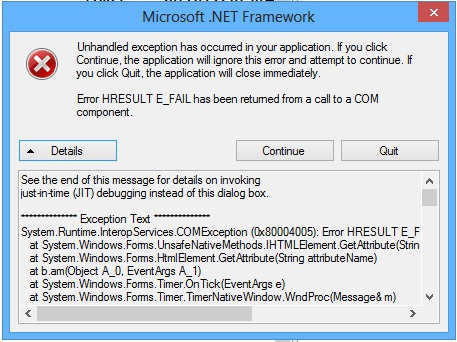 Microsoft .NET Framework
Unhandled exception has occurred in your application. If you click
Continue, the application will ignore this error and attempt to continue. If
you click Quit, the application will close immediately.
Error HRESULT E_FAIL has been returned from a call to a COM
component.
Details
Continue
Quit
See the end of this message for details on invoking
just-in-time (JIT) debugging instead of this dialog box.
************** Exception Text **************
System.Runtime.InteropServices.COMException (0x80004005): Error HRESULT E_F
at System.Windows.Forms.UnsafeNativeMethods.IHTMLElement.GetAttribute(Strin
at System.Windows.Forms.HtmlElement.GetAttribute(String attributeName)
at b.am(Object A_0, EventArgs A_1)
at System.Windows.Forms.Timer.OnTick(EventArgs e)
at System.Windows.Forms.Timer.TimerNativeWindow.WndProc(Message& m)